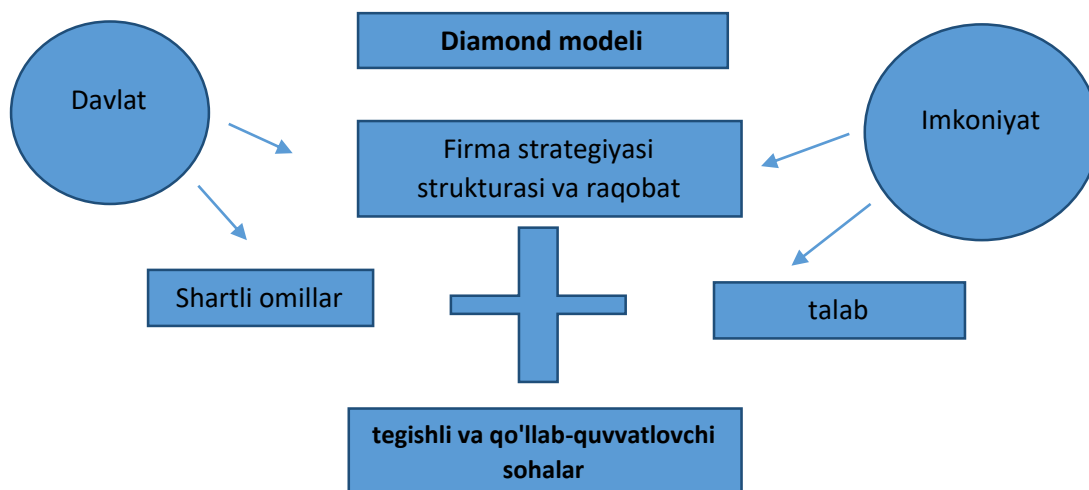 Diamond modeli
Davlat
Imkoniyat
Firma strategiyasi
strukturasi va raqobat
Shartli omillar
talab
tegishli va qo'llab-quvvatlovchi
sohalar